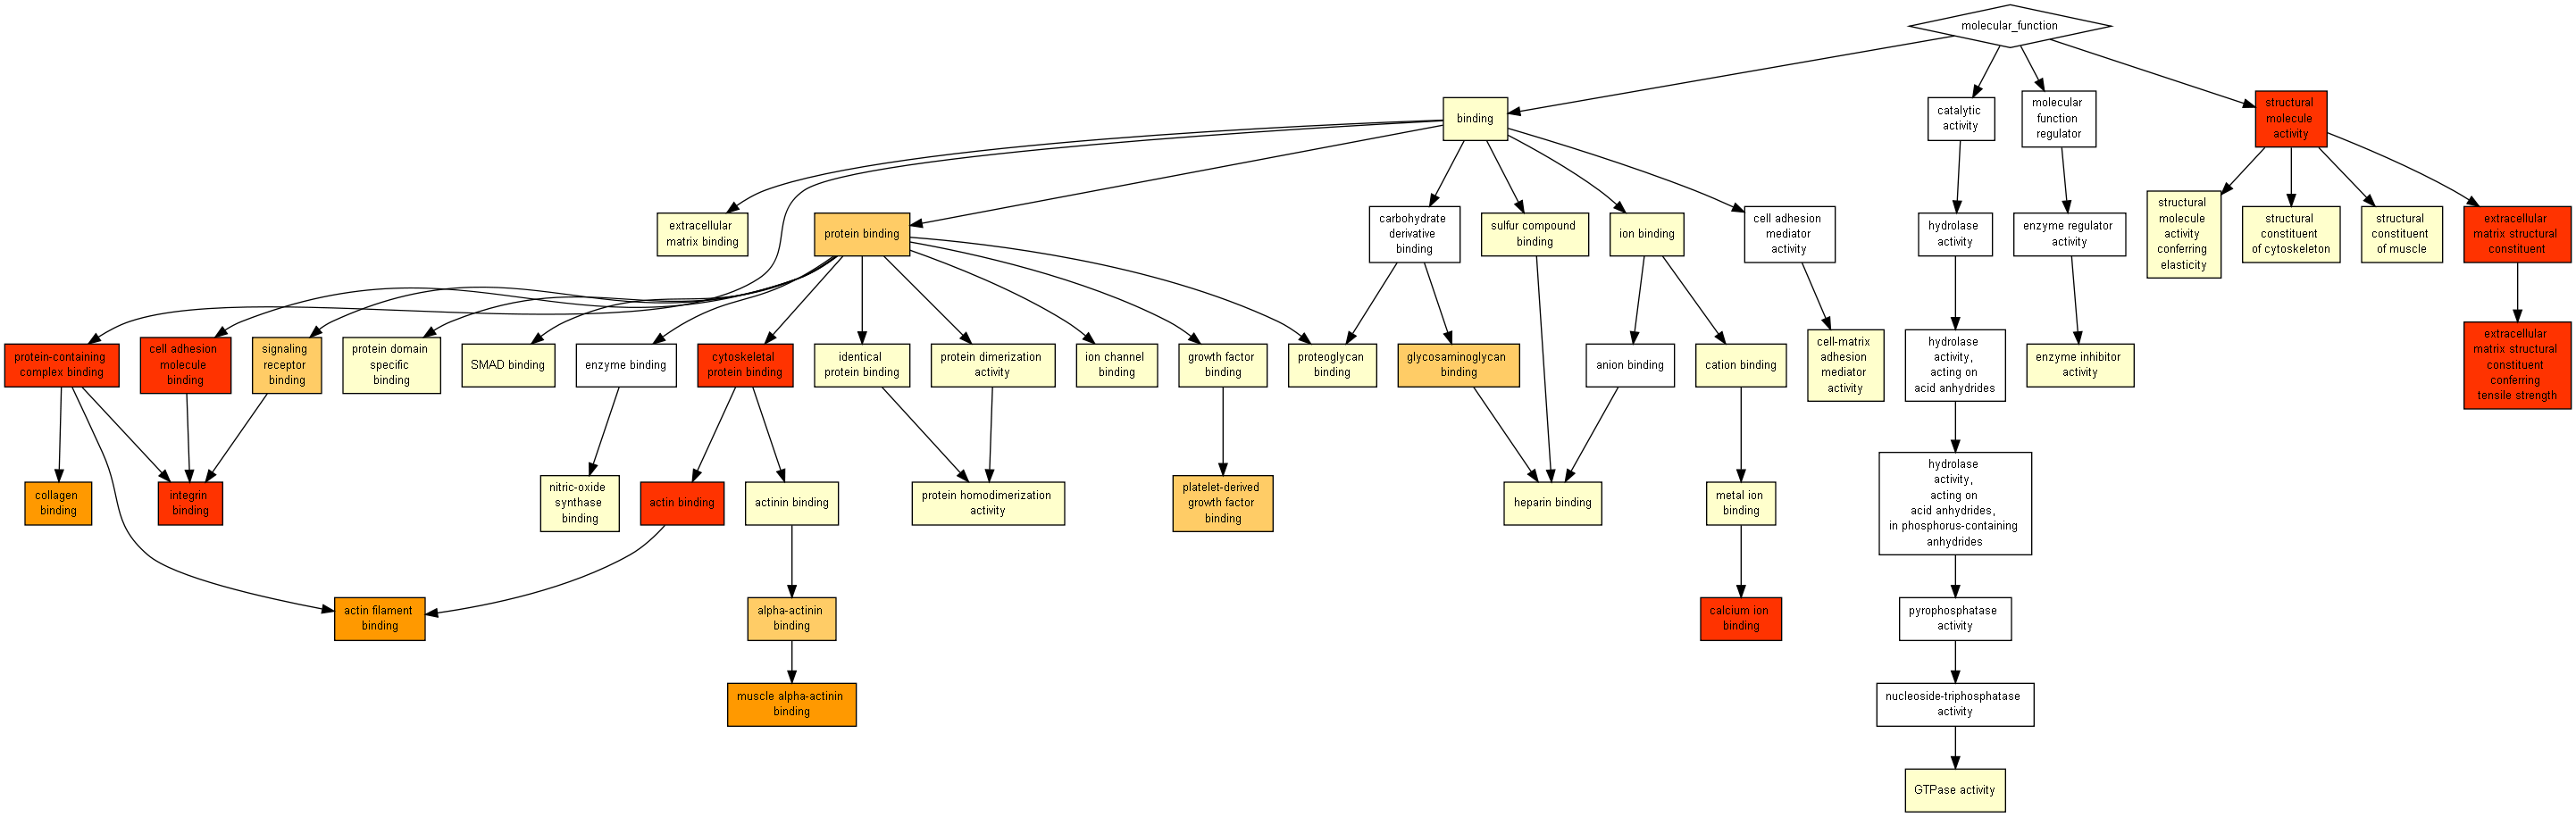 molecular_function
binding
catalytic
activity
molecular
function
regulator
structural
molecule
activity
extracellular
matrix binding
protein binding
carbohydrate
derivative
binding
sulfur compound
binding
ion binding
cell adhesion
mediator
activity
hydrolase
activity
enzyme regulator
activity
structural
molecule
activity
conferring
elasticity
structural
constituent
of cytoskeleton
structural
constituent
of muscle
extracellular
matrix structural
constituent
protein-containing
complex binding
cell adhesion
molecule
binding
signaling
receptor
binding
protein domain
specific
binding
SMAD binding
enzyme binding
cytoskeletal
protein binding
identical
protein binding
protein dimerization
activity
ion channel
binding
growth factor
binding
proteoglycan
binding
glycosaminoglycan
binding
anion binding
cation binding
cell-matrix
adhesion
mediator
activity
hydrolase
activity,
acting on
acid anhydrides
enzyme inhibitor
activity
extracellular
matrix structural
constituent
conferring
tensile strength
collagen
binding
integrin
binding
nitric-oxide
synthase
binding
actin binding
actinin binding
protein homodimerization
activity
platelet-derived
growth factor
binding
heparin binding
metal ion
binding
hydrolase
activity,
acting on
acid anhydrides,
in phosphorus-containing
anhydrides
actin filament
binding
alpha-actinin
binding
calcium ion
binding
pyrophosphatase
activity
muscle alpha-actinin
binding
nucleoside-triphosphatase
activity
GTPase activity